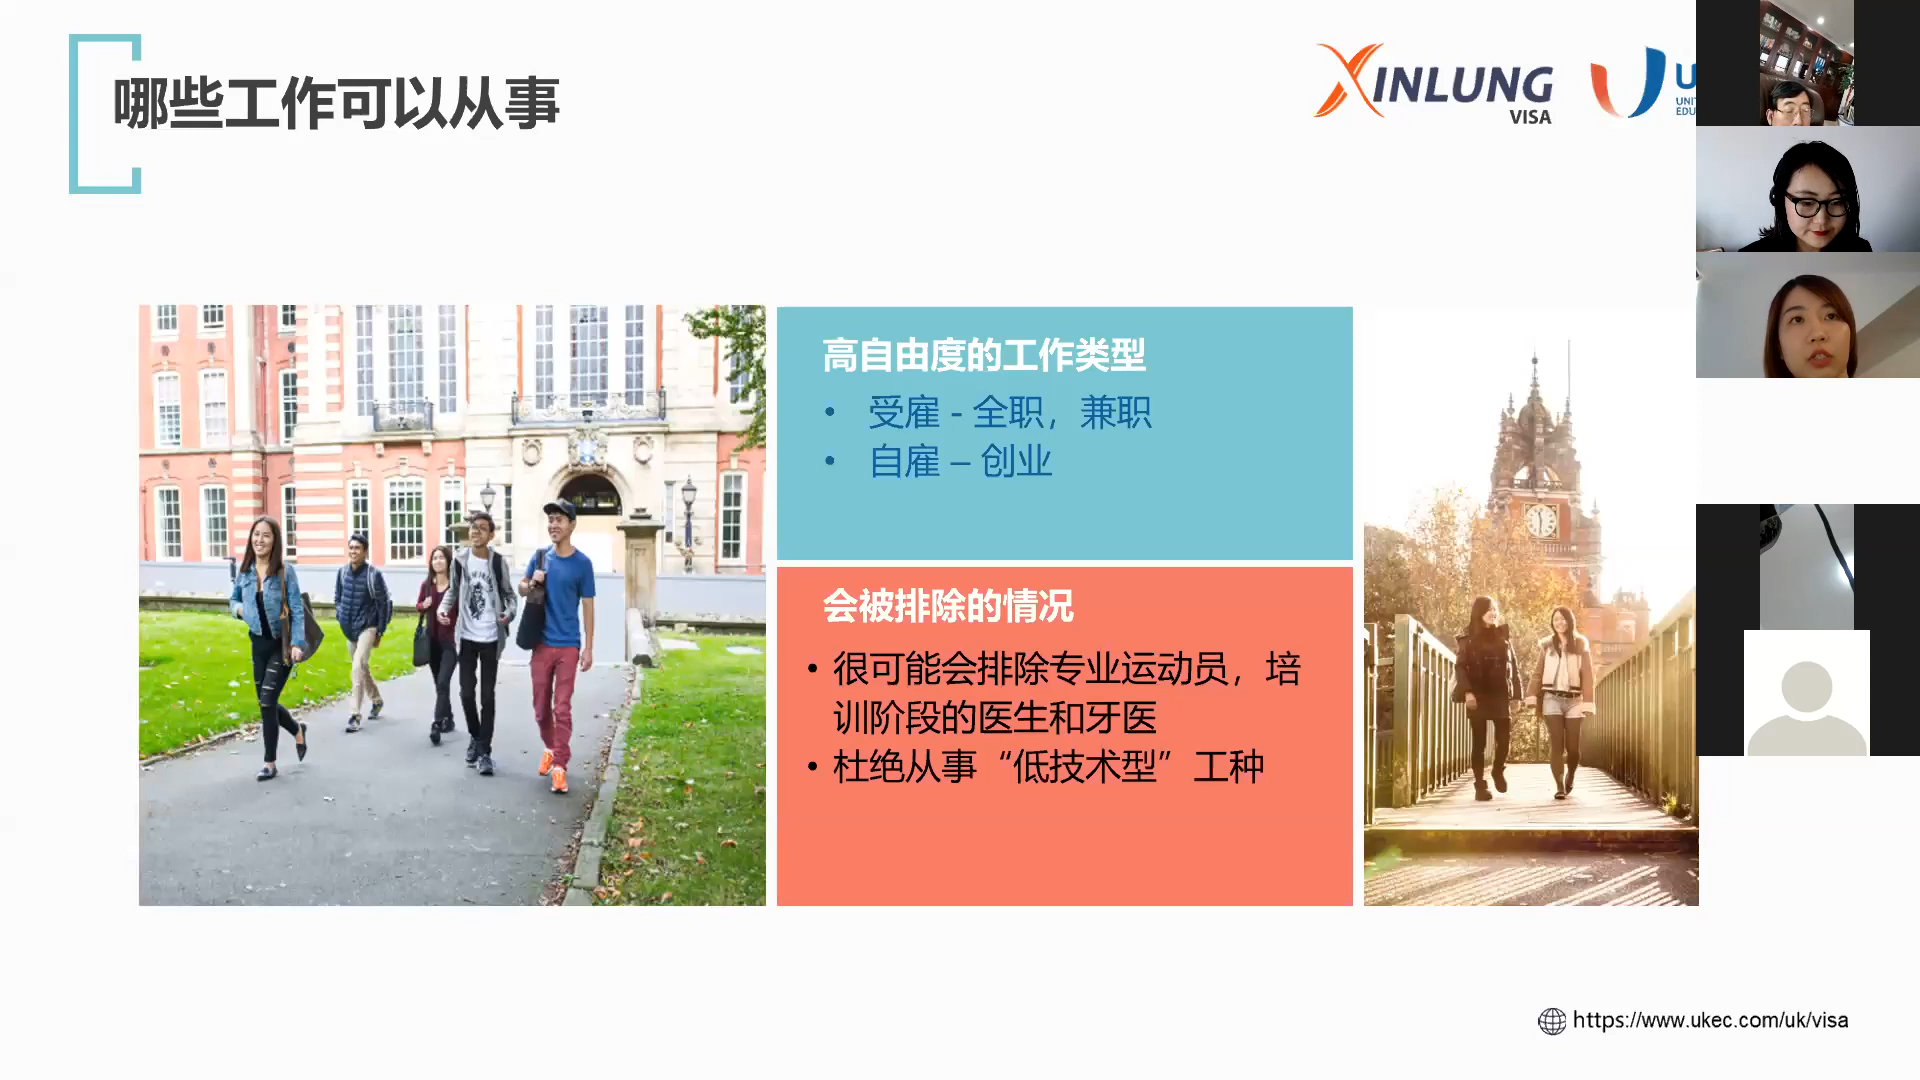 哪些工作可以从事
XINLUNG
VISA
高自由度的工作类型
• 受雇 - 全职，兼职
• 自雇 – 创业
会被排除的情况
• 很可能会排除专业运动员，培
训阶段的医生和牙医
• 杜绝从事“低技术型”工种
https://www.ukec.com/uk/visa